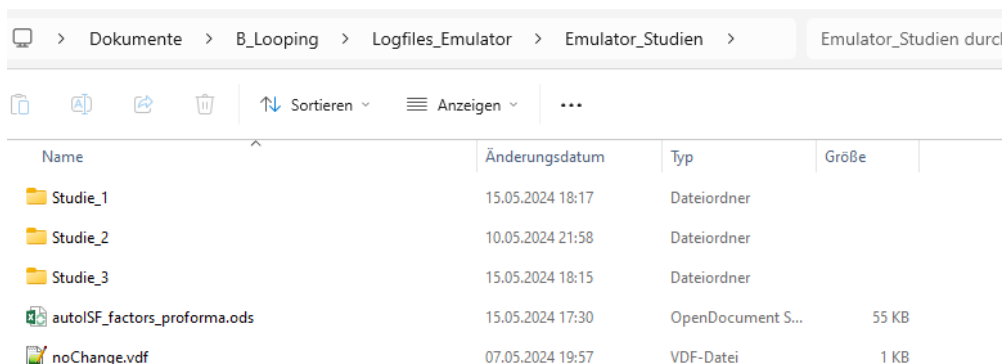 > Dokumente > B_Looping > Logfiles_Emulator > Emulator_Studien > Emulator_Studien durch
Sortieren Anzeigen ...
Name Änderungsdatum Typ Größe
Studie_1 15.05.2024 18:17 Dateiordner
Studie_2 10.05.2024 21:58 Dateiordner
Studie_3 15.05.2024 18:15 Dateiordner
autoISF_factors_proforma.ods 15.05.2024 17:30 OpenDocument S... 55 KB
noChange.vdf 07.05.2024 19:57 VDF-Datei 1 KB